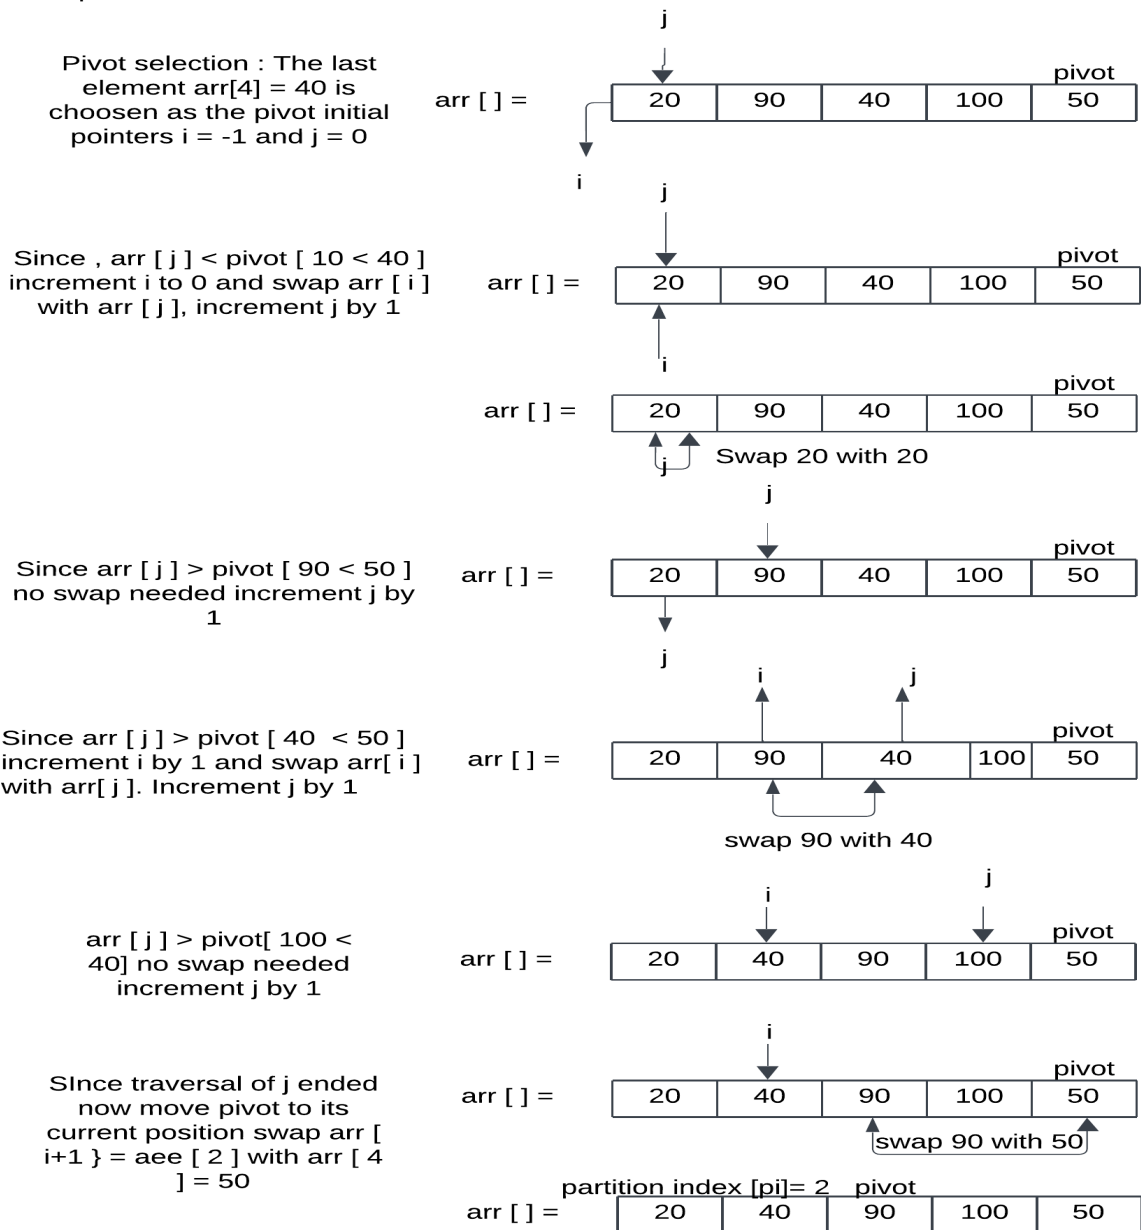 j
Pivot selection : The last
element arr[4] = 40 is
choosen as the pivot initial
pointers i = -1 and j = 0
arr [ ] =
pivot
20 90 40 100 50
i
j
Since , arr [ j ] < pivot [ 10 < 40 ]
increment i to 0 and swap arr [ i ]
with arr [ j ], increment j by 1
arr [ ] =
pivot
20 90 40 100 50
i
pivot
arr [ ] =
20 90 40 100 50
j
Swap 20 with 20
j
Since arr [ j ] > pivot [ 90 < 50 ]
no swap needed increment j by
1
arr [ ] =
pivot
20 90 40 100 50
j
i j
Since arr [ j ] > pivot [ 40 < 50 ]
increment i by 1 and swap arr[ i ]
with arr[ j ]. Increment j by 1
arr [ ] =
pivot
20 90 40 100 50
swap 90 with 40
i j
arr [ j ] > pivot[ 100 <
40] no swap needed
increment j by 1
arr [ ] =
pivot
20 40 90 100 50
i
SInce traversal of j ended
now move pivot to its
current position swap arr [
i+1 } = aee [ 2 ] with arr [ 4
] = 50
arr [ ] =
pivot
20 40 90 100 50
swap 90 with 50
partition index [pi]= 2 pivot
arr [ ] =
20 40 90 100 50